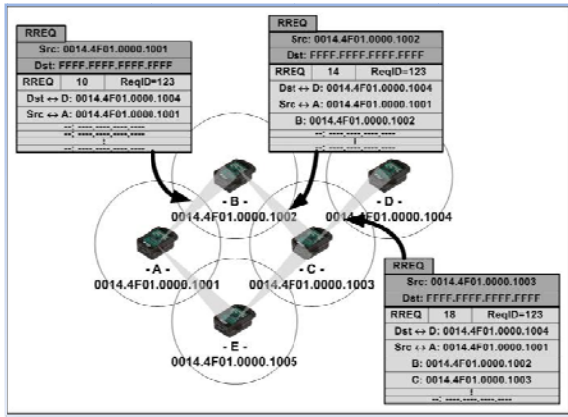 RREQ
Src: 0014.4F01.0000.1001
Dst: FFFF.FFFF.FFFF.FFFF
RREQ 10 ReqID=123
Dst ↔ D: 0014.4F01.0000.1004
Src ↔ A: 0014.4F01.0000.1001
--: ----.----.----.----
!
--: ----.----.----.----
RREQ
Src: 0014.4F01.0000.1002
Dst: FFFF.FFFF.FFFF.FFFF
RREQ 14 ReqID=123
Dst ↔ D: 0014.4F01.0000.1004
Src ↔ A: 0014.4F01.0000.1001
B: 0014.4F01.0000.1002
--: ----.----.----.----
!
--: ----.----.----.----
- B -
0014.4F01.0000.1002
- D -
0014.4F01.0000.1004
- A -
0014.4F01.0000.1001
- C -
0014.4F01.0000.1003
- E -
0014.4F01.0000.1005
RREQ
Src: 0014.4F01.0000.1003
Dst: FFFF.FFFF.FFFF.FFFF
RREQ 18 ReqID=123
Dst ↔ D: 0014.4F01.0000.1004
Src ↔ A: 0014.4F01.0000.1001
B: 0014.4F01.0000.1002
C: 0014.4F01.0000.1003
!
--: ----.----.----.----